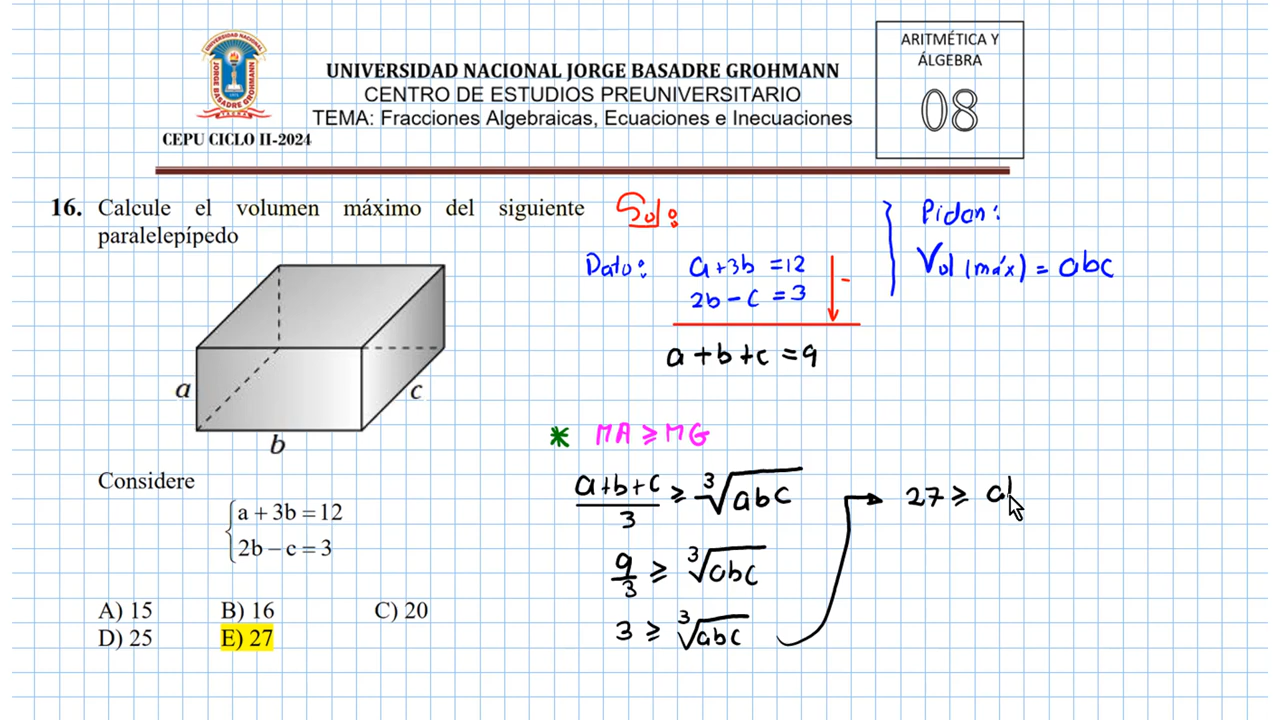 UNIVERSIDAD NACIONAL JORGE BASADRE GROHMANN
CENTRO DE ESTUDIOS PREUNIVERSITARIO
TEMA: Fracciones Algebraicas, Ecuaciones e Inecuaciones
CEPU CICLO II-2024
ARITMÉTICA Y
ÁLGEBRA
08
16. Calcule el volumen máximo del siguiente
paralelepípedo
a
b
c
Considere
a + 3b = 12
2b – c = 3
A) 15 B) 16 C) 20
D) 25 E) 27
Sol:
Dato: a+3b = 12
2b – c = 3
–
a + b + c = 9
Piden:
Vol (máx) = abc
* MA ≥ MG
(a+b+c)/3 ≥ ∛(abc)
9/3 ≥ ∛(abc)
3 ≥ ∛(abc)
27 ≥ a